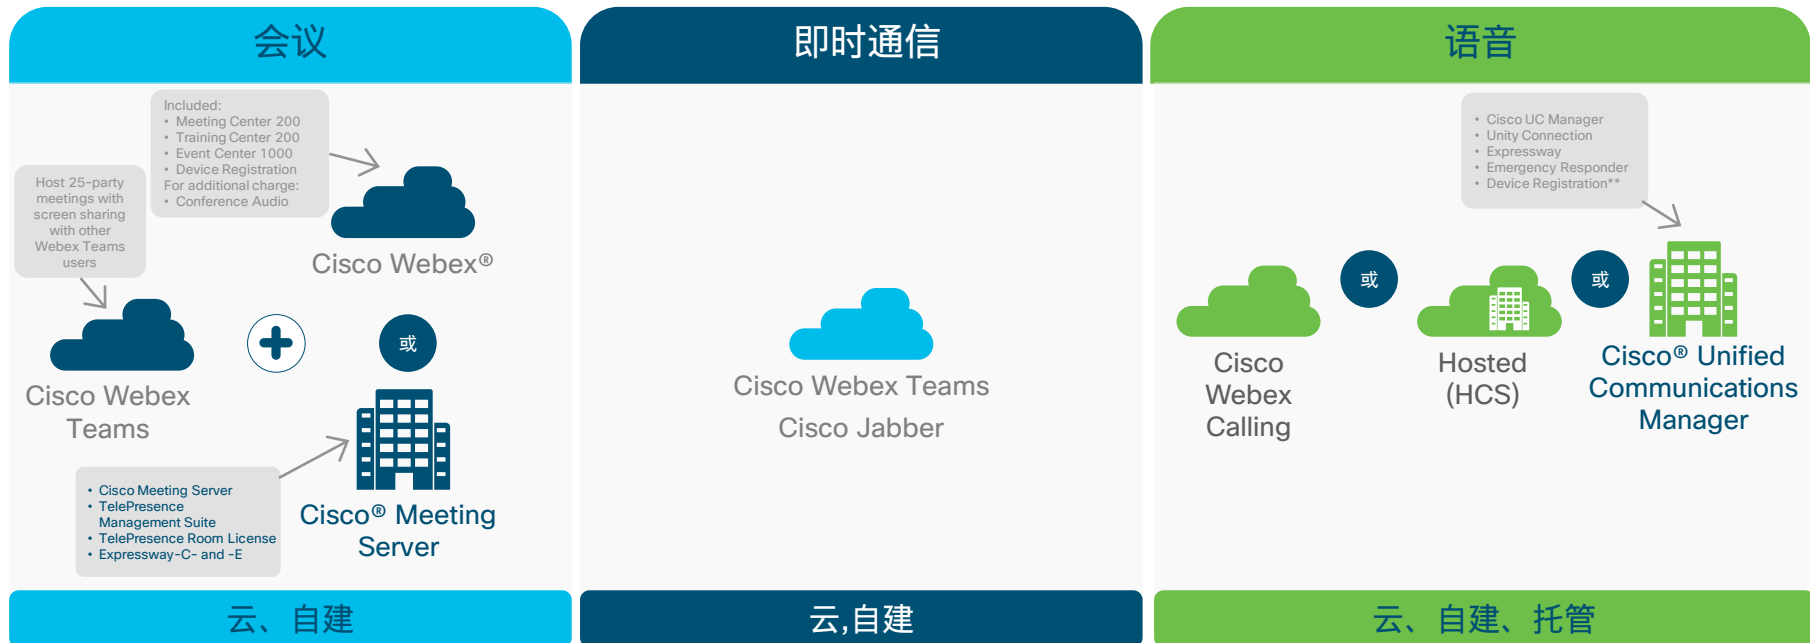 会议
Included:
• Meeting Center 200
• Training Center 200
• Event Center 1000
• Device Registration
For additional charge:
• Conference Audio
Host 25-party
meetings with
screen sharing
with other
Webex Teams
users
Cisco Webex®
Cisco Webex
Teams
或
• Cisco Meeting Server
• TelePresence
Management Suite
• TelePresence Room License
• Expressway-C- and -E
Cisco® Meeting
Server
云、自建
即时通信
Cisco Webex Teams
Cisco Jabber
云,自建
语音
• Cisco UC Manager
• Unity Connection
• Expressway
• Emergency Responder
• Device Registration**
Cisco
Webex
Calling
或
Hosted
(HCS)
或
Cisco® Unified
Communications
Manager
云、自建、托管